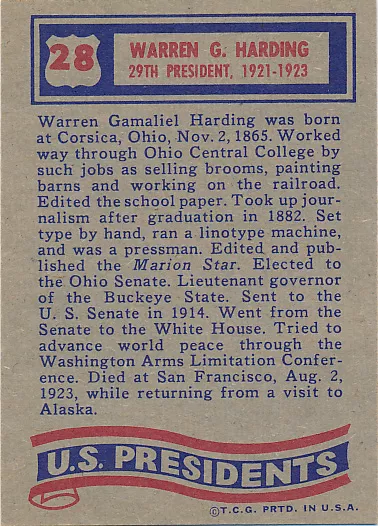 28
WARREN G. HARDING
29TH PRESIDENT, 1921-1923
Warren Gamaliel Harding was born
at Corsica, Ohio, Nov. 2, 1865. Worked
way through Ohio Central College by
such jobs as selling brooms, painting
barns and working on the railroad.
Edited the school paper. Took up jour-
nalism after graduation in 1882. Set
type by hand, ran a linotype machine,
and was a pressman. Edited and pub-
lished the Marion Star. Elected to
the Ohio Senate. Lieutenant governor
of the Buckeye State. Sent to the
U. S. Senate in 1914. Went from the
Senate to the White House. Tried to
advance world peace through the
Washington Arms Limitation Confer-
ence. Died at San Francisco, Aug. 2,
1923, while returning from a visit to
Alaska.
U.S. PRESIDENTS
©T.C.G. PRTD. IN U.S.A.